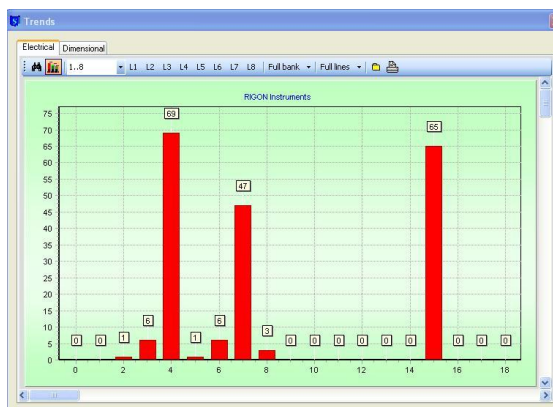 Trends
Electrical Dimensional
1..8 L1 L2 L3 L4 L5 L6 L7 L8 Full bank Full lines
RIGON Instruments
75
70
65
60
55
50
45
40
35
30
25
20
15
10
5
0
0 0 1 6 69 1 6 47 3 0 0 0 0 0 0 65 0 0 0
0 2 4 6 8 10 12 14 16 18